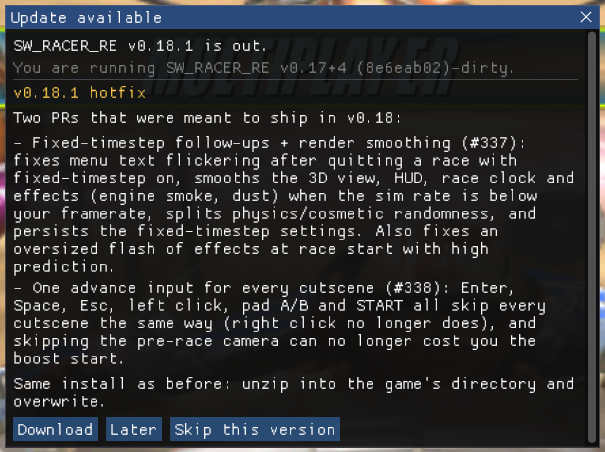 Update available
SW_RACER_RE v0.18.1 is out.
You are running SW_RACER_RE v0.17+4 (8e6eab02)-dirty.
MULTIPLAYER
v0.18.1 hotfix
Two PRs that were meant to ship in v0.18:
- Fixed-timestep follow-ups + render smoothing (#337):
fixes menu text flickering after quitting a race with
fixed-timestep on, smooths the 3D view, HUD, race clock and
effects (engine smoke, dust) when the sim rate is below
your framerate, splits physics/cosmetic randomness, and
persists the fixed-timestep settings. Also fixes an
oversized flash of effects at race start with high
prediction.
- One advance input for every cutscene (#338): Enter,
Space, Esc, left click, pad A/B and START all skip every
cutscene the same way (right click no longer does), and
skipping the pre-race camera can no longer cost you the
boost start.
Same install as before: unzip into the game's directory and
overwrite.
Download Later Skip this version